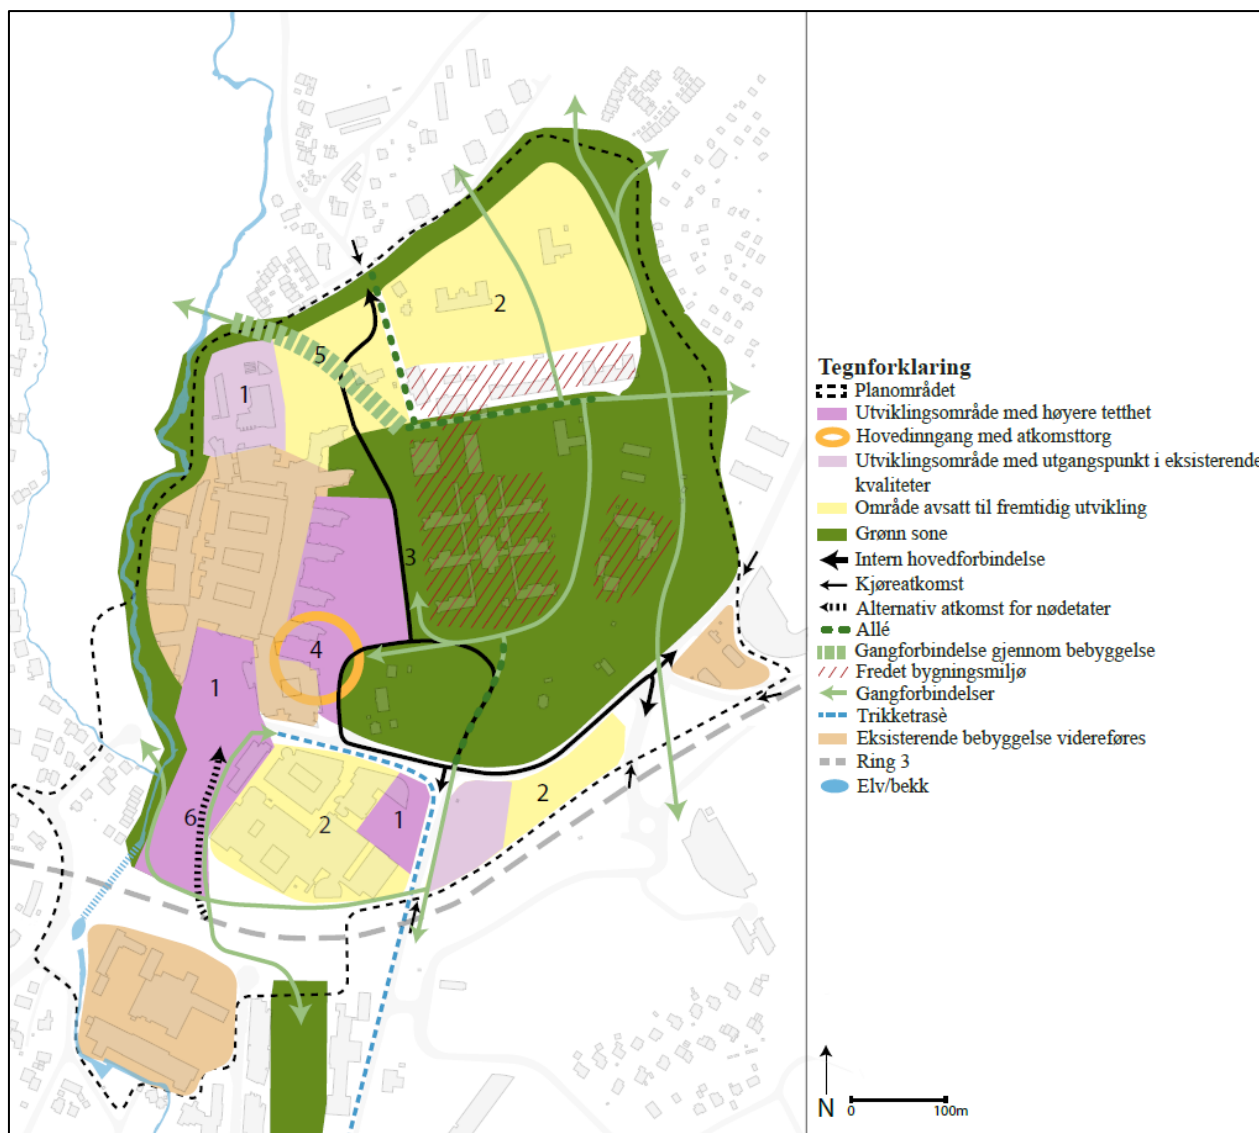 2
5
1
3
4
1
6
2
1
2
Tegnforklaring
Planområdet
Utviklingsområde med høyere tetthet
Hovedinngang med atkomsttorg
Utviklingsområde med utgangspunkt i eksisterende
kvaliteter
Område avsatt til fremtidig utvikling
Grønn sone
Intern hovedforbindelse
Kjøreatkomst
Alternativ atkomst for nødetater
Allé
Gangforbindelse gjennom bebyggelse
Fredet bygningsmiljø
Gangforbindelser
Trikketrasè
Eksisterende bebyggelse videreføres
Ring 3
Elv/bekk
N 0 100m